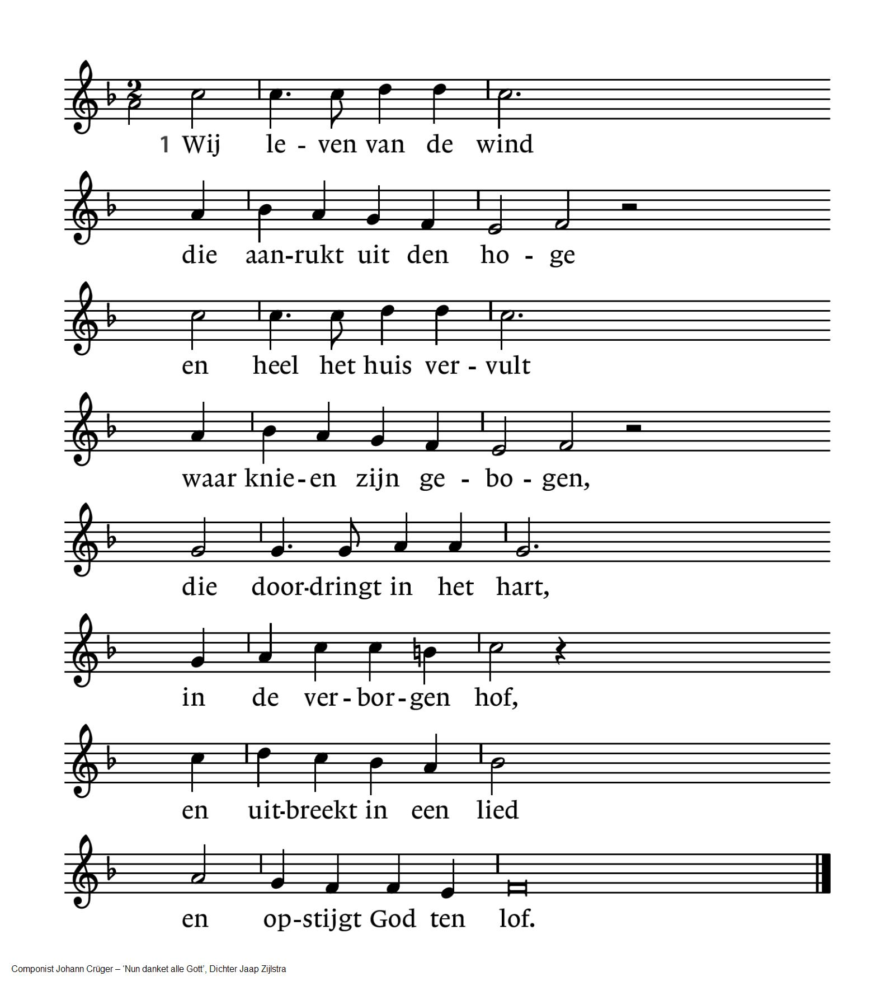 1 Wij le - ven van de wind
die aan-rukt uit den ho - ge
en heel het huis ver - vult
waar knie-en zijn ge - bo - gen,
die door-dringt in het hart,
in de ver-bor-gen hof,
en uit-breekt in een lied
en op-stijgt God ten lof.
Componist Johann Crüger – ‘Nun danket alle Gott’, Dichter Jaap Zijlstra